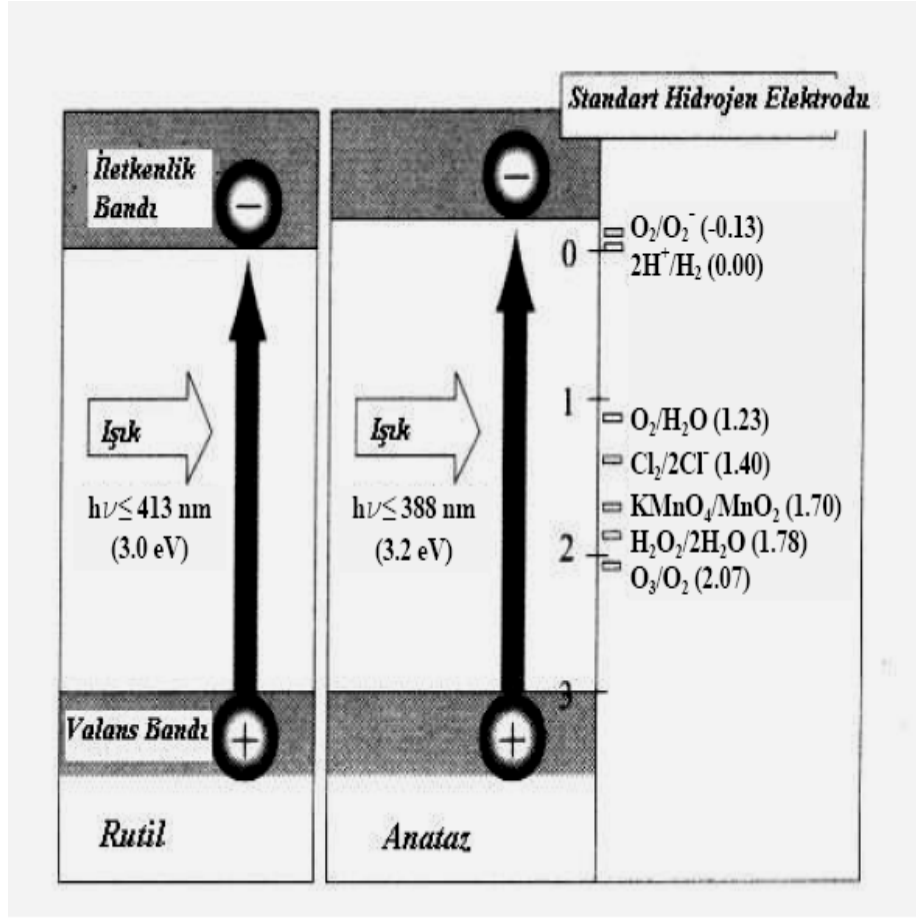 Standart Hidrojen Elektrodu
İletkenlik
Bandı
−
−
O₂/O₂⁻ (-0.13)
0
2H⁺/H₂ (0.00)
1
O₂/H₂O (1.23)
Işık
Işık
Cl₂/2Cl⁻ (1.40)
hν≤ 413 nm
(3.0 eV)
hν≤ 388 nm
(3.2 eV)
KMnO₄/MnO₂ (1.70)
H₂O₂/2H₂O (1.78)
2
O₃/O₂ (2.07)
3
Valans Bandı
+
+
Rutil
Anataz